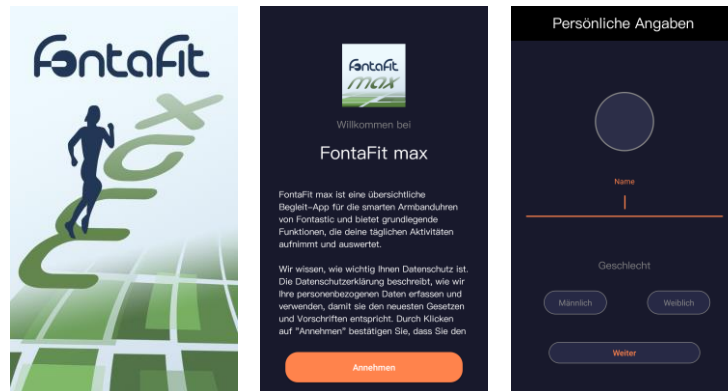 FontaFit
max
FontaFit
max
Willkommen bei
FontaFit max
FontaFit max ist eine übersichtliche
Begleit-App für die smarten Armbanduhren
von Fontastic und bietet grundlegende
Funktionen, die deine täglichen Aktivitäten
aufnimmt und auswertet.
Wir wissen, wie wichtig Ihnen Datenschutz ist.
Die Datenschutzerklärung beschreibt, wie wir
Ihre personenbezogenen Daten erfassen und
verwenden, damit sie den neuesten Gesetzen
und Vorschriften entspricht. Durch Klicken
auf "Annehmen" bestätigen Sie, dass Sie den
Annehmen
Persönliche Angaben
Name
Geschlecht
Männlich
Weiblich
Weiter